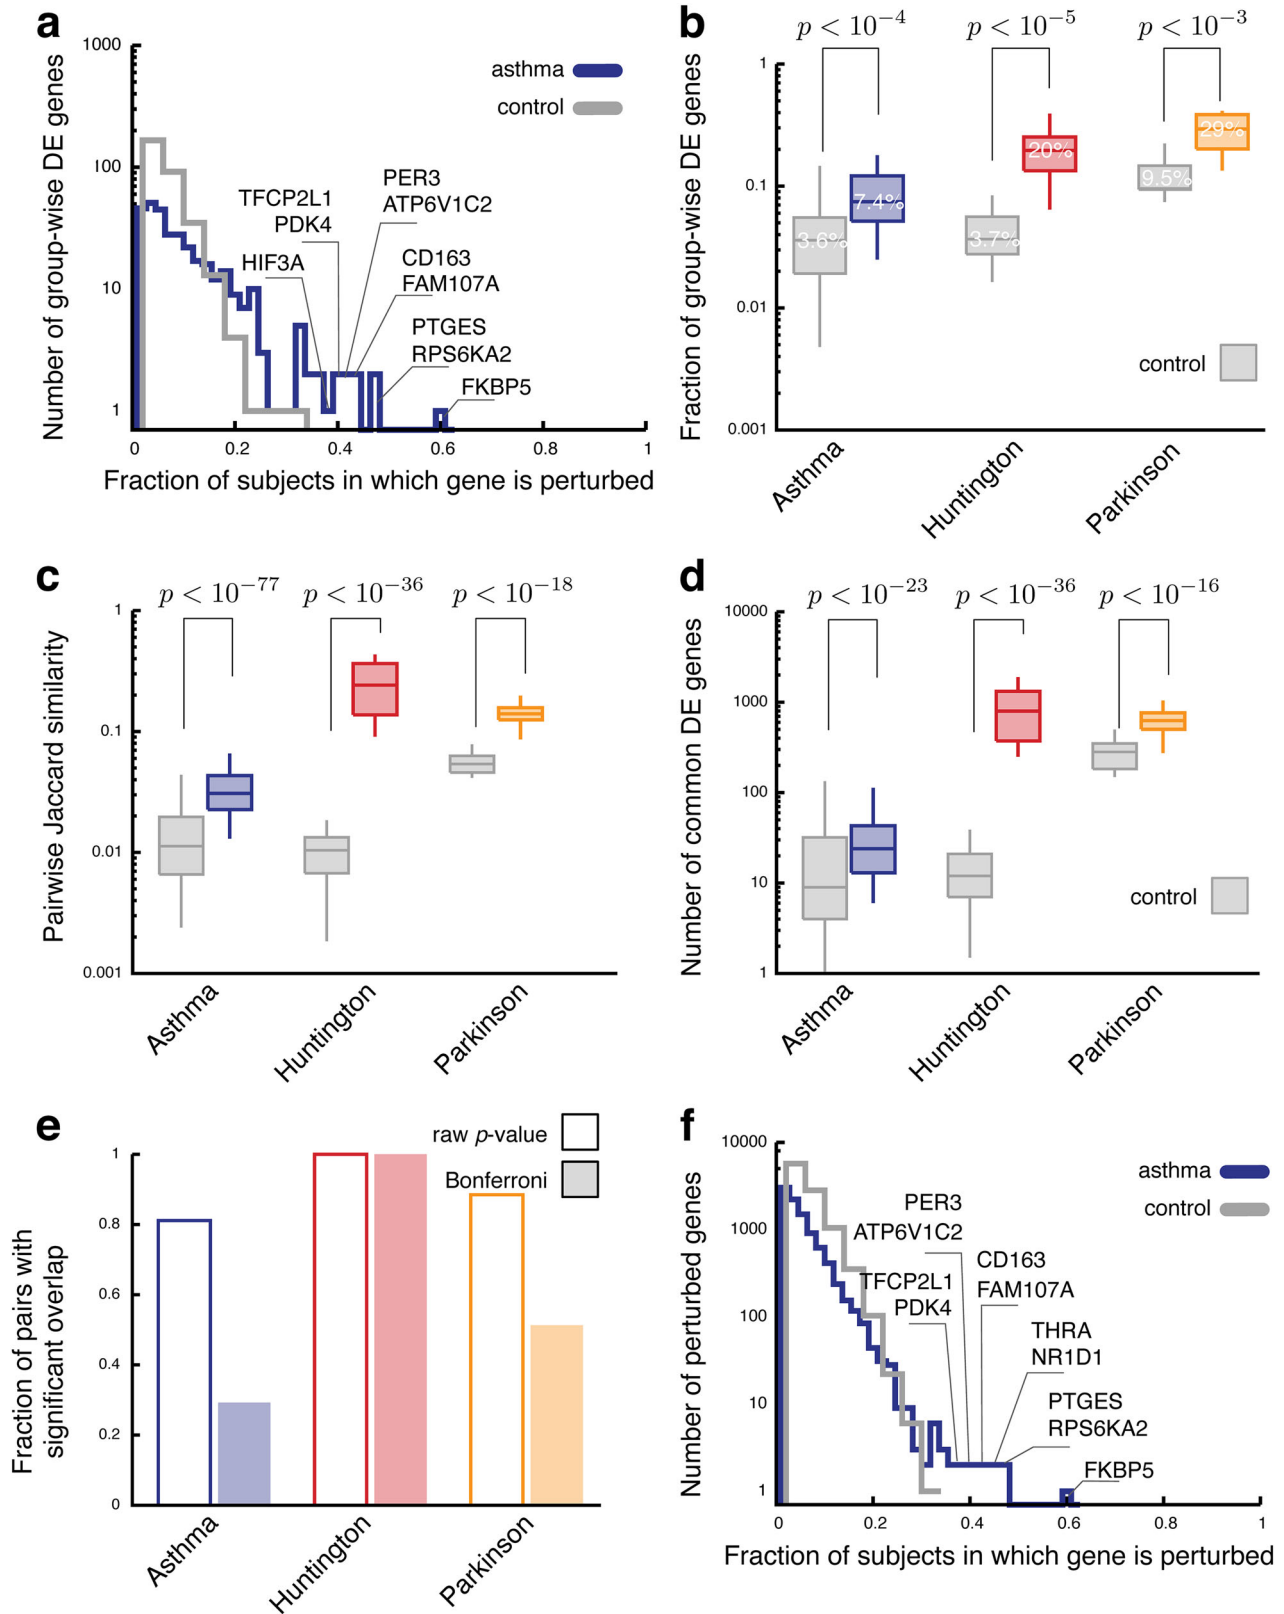 a
1000
100
10
1
Number of group-wise DE genes
asthma
control
TFCP2L1
PDK4
PER3
ATP6V1C2
HIF3A
CD163
FAM107A
PTGES
RPS6KA2
FKBP5
0 0.2 0.4 0.6 0.8 1
Fraction of subjects in which gene is perturbed
b
p < 10−4 p < 10−5 p < 10−3
1
0.1
0.01
0.001
Fraction of group-wise DE genes
3.6%
7.4%
3.7%
20%
9.5%
29%
control
Asthma
Huntington
Parkinson
c
p < 10−77 p < 10−36 p < 10−18
1
0.1
0.01
0.001
Pairwise Jaccard similarity
Asthma
Huntington
Parkinson
d
p < 10−23 p < 10−36 p < 10−16
10000
1000
100
10
1
Number of common DE genes
control
Asthma
Huntington
Parkinson
e
raw p-value
Bonferroni
1
0.8
0.6
0.4
0.2
0
Fraction of pairs with
significant overlap
Asthma
Huntington
Parkinson
f
10000
1000
100
10
1
Number of perturbed genes
asthma
control
PER3
ATP6V1C2
TFCP2L1
PDK4
CD163
FAM107A
THRA
NR1D1
PTGES
RPS6KA2
FKBP5
0 0.2 0.4 0.6 0.8 1
Fraction of subjects in which gene is perturbed